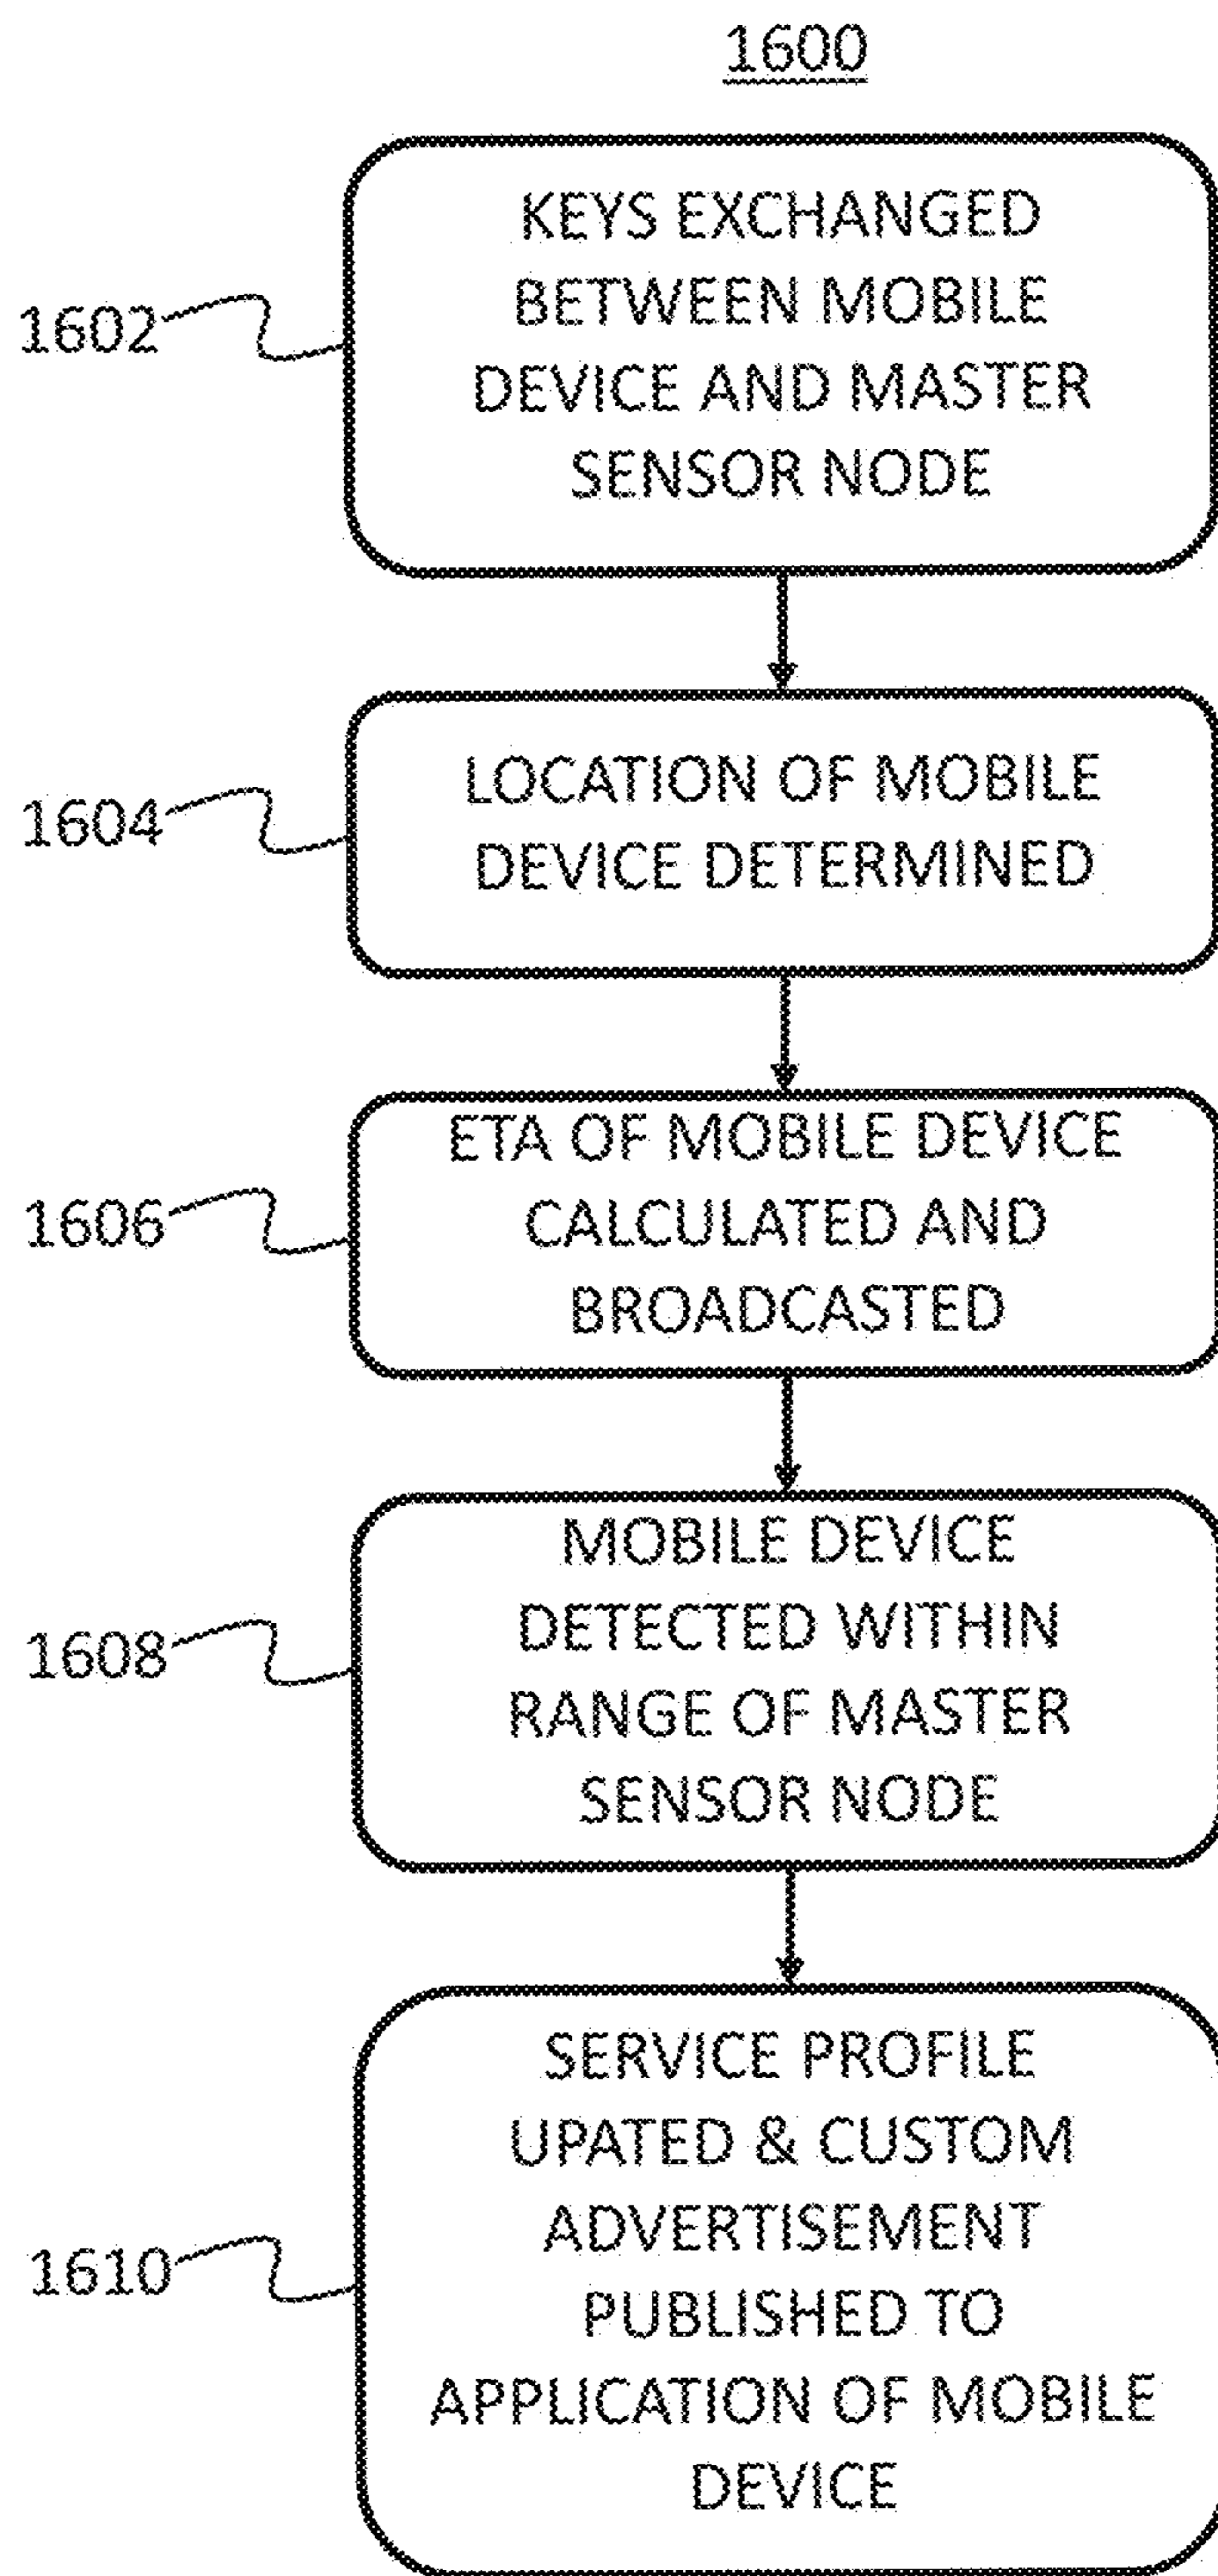 1600
KEYS EXCHANGED
BETWEEN MOBILE
DEVICE AND MASTER
SENSOR NODE
1602
LOCATION OF MOBILE
DEVICE DETERMINED
1604
ETA OF MOBILE DEVICE
CALCULATED AND
BROADCASTED
1606
MOBILE DEVICE
DETECTED WITHIN
RANGE OF MASTER
SENSOR NODE
1608
SERVICE PROFILE
UPATED & CUSTOM
ADVERTISEMENT
PUBLISHED TO
APPLICATION OF MOBILE
DEVICE
1610